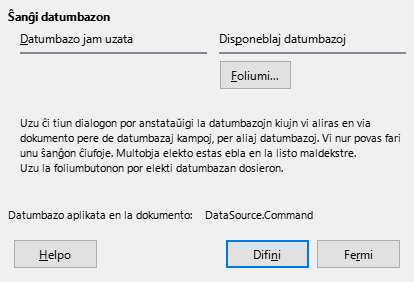 Ŝanĝi datumbazon
Datumbazo jam uzata
Disponeblaj datumbazoj
Foliumi...
Uzu ĉi tiun dialogon por anstataŭigi la datumbazojn kiujn vi aliras en via
dokumento pere de datumbazaj kampoj, per aliaj datumbazoj. Vi nur povas fari
unu ŝanĝon ĉiufoje. Multobja elekto estas ebla en la listo maldekstre.
Uzu la foliumbutonon por elekti datumbazan dosieron.
Datumbazo aplikata en la dokumento: DataSource.Command
Helpo
Difini
Fermi